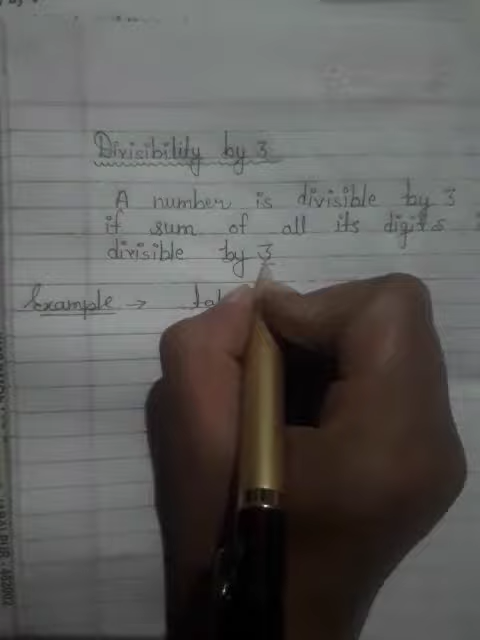 Divisibility by 3
A number is divisible by 3
if sum of all its digits
divisible by 3
Example →